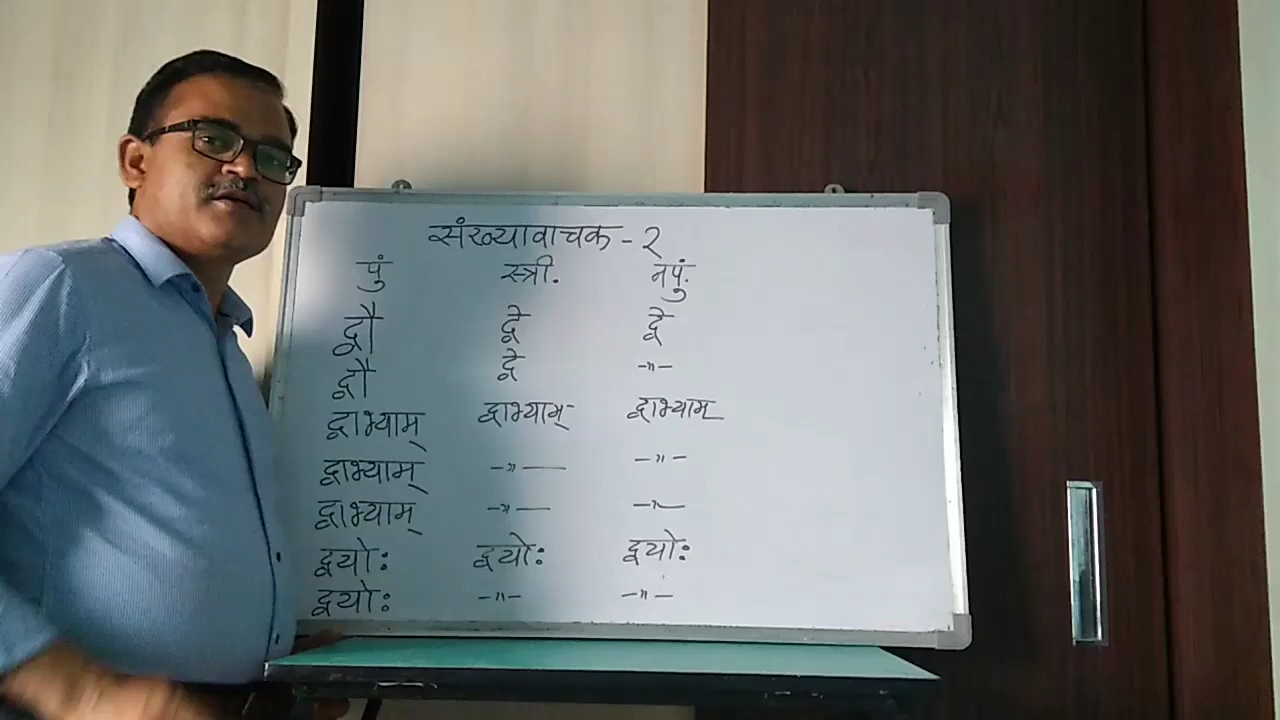 संख्यावाचक - २
पुं स्त्री. नपुं.
द्वौ द्वे द्वे
द्वौ द्वे -"-
द्वाभ्याम् द्वाभ्याम् द्वाभ्याम्
द्वाभ्याम् -"- -"-
द्वाभ्याम् -"- -"-
द्वयोः द्वयोः द्वयोः
द्वयोः -"- -"-